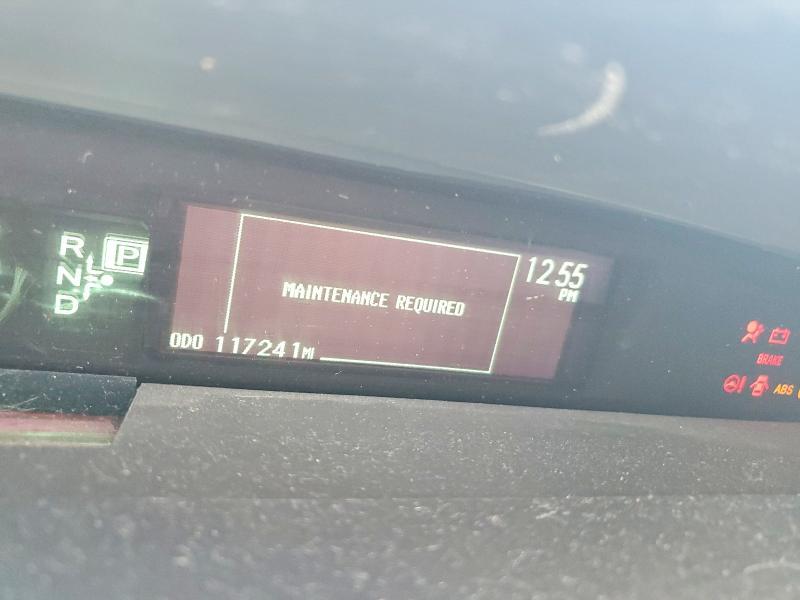 R
P
N
D
MAINTENANCE REQUIRED
12:55
PM
ODO 117241 MI
BRAKE
ABS